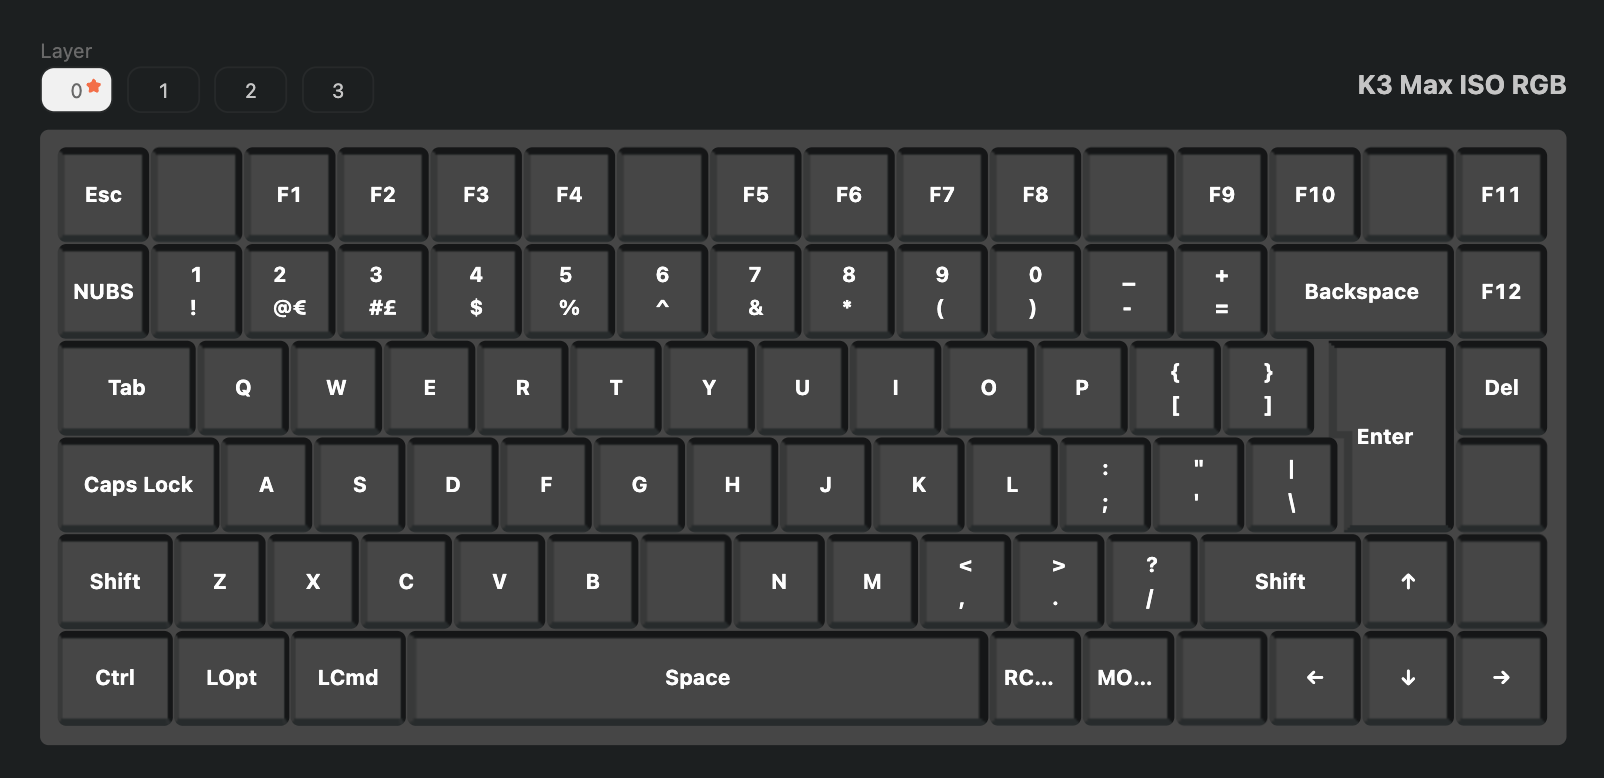 Layer
0 1 2 3
K3 Max ISO RGB
Esc F1 F2 F3 F4 F5 F6 F7 F8 F9 F10 F11
NUBS 1 2 3 4 5 6 7 8 9 0 _ + Backspace F12
! @€ #£ $ % ^ & * ( ) - =
Tab Q W E R T Y U I O P { } Enter Del
[ ]
Caps Lock A S D F G H J K L : " |
; ' \
Shift Z X C V B N M < > ? Shift ↑
, . /
Ctrl LOpt LCmd Space RC... MO... ← ↓ →